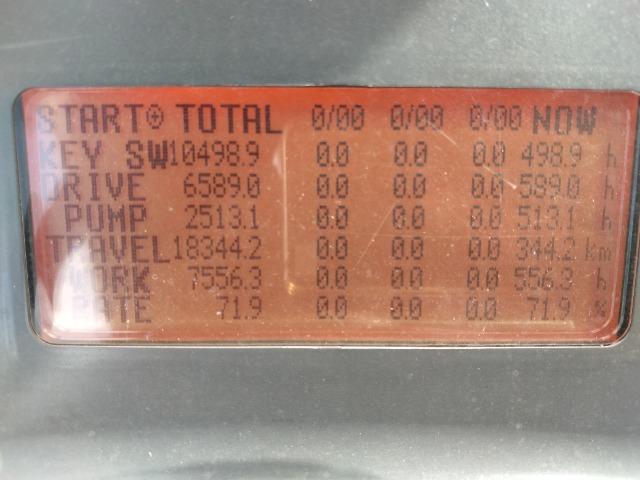 START⊕ TOTAL 0/00 0/00 0/00 NOW
KEY SW 10498.9 0.0 0.0 0.0 498.9 h
DRIVE 6589.0 0.0 0.0 0.0 589.0 h
PUMP 2513.1 0.0 0.0 0.0 513.1 h
TRAVEL 18344.2 0.0 0.0 0.0 344.2 km
WORK 7556.3 0.0 0.0 0.0 556.3 h
RATE 71.9 0.0 0.0 0.0 71.9 %